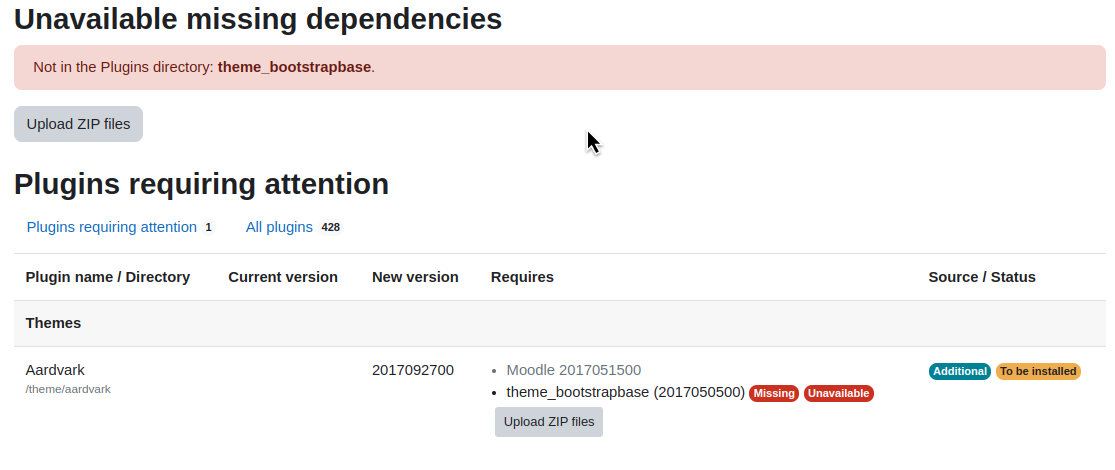 Unavailable missing dependencies
Not in the Plugins directory: theme_bootstrapbase.
Upload ZIP files
Plugins requiring attention
Plugins requiring attention 1 All plugins 428
Plugin name / Directory Current version New version Requires Source / Status
Themes
Aardvark 2017092700 • Moodle 2017051500 Additional To be installed
/theme/aardvark
• theme_bootstrapbase (2017050500) Missing Unavailable
Upload ZIP files